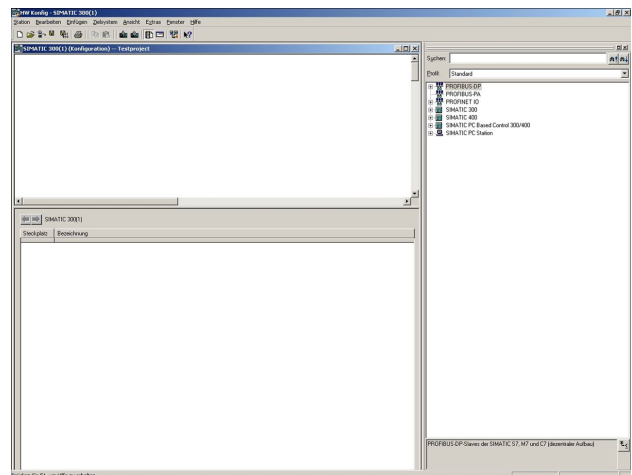 HW Konfig - SIMATIC 300(1)
Station Bearbeiten Einfügen Zielsystem Ansicht Extras Fenster Hilfe
SIMATIC 300(1) (Konfiguration) -- Textproject
Suchen:
Profil: Standard
PROFIBUS-DP
PROFIBUS-PA
PROFINET IO
SIMATIC 300
SIMATIC 400
SIMATIC PC Based Control 300/400
SIMATIC PC Station
SIMATIC 300(1)
Steckplatz Bezeichnung
PROFIBUS-DP-Slaves der SIMATIC S7, M7 und C7 (dezentraler Aufbau)